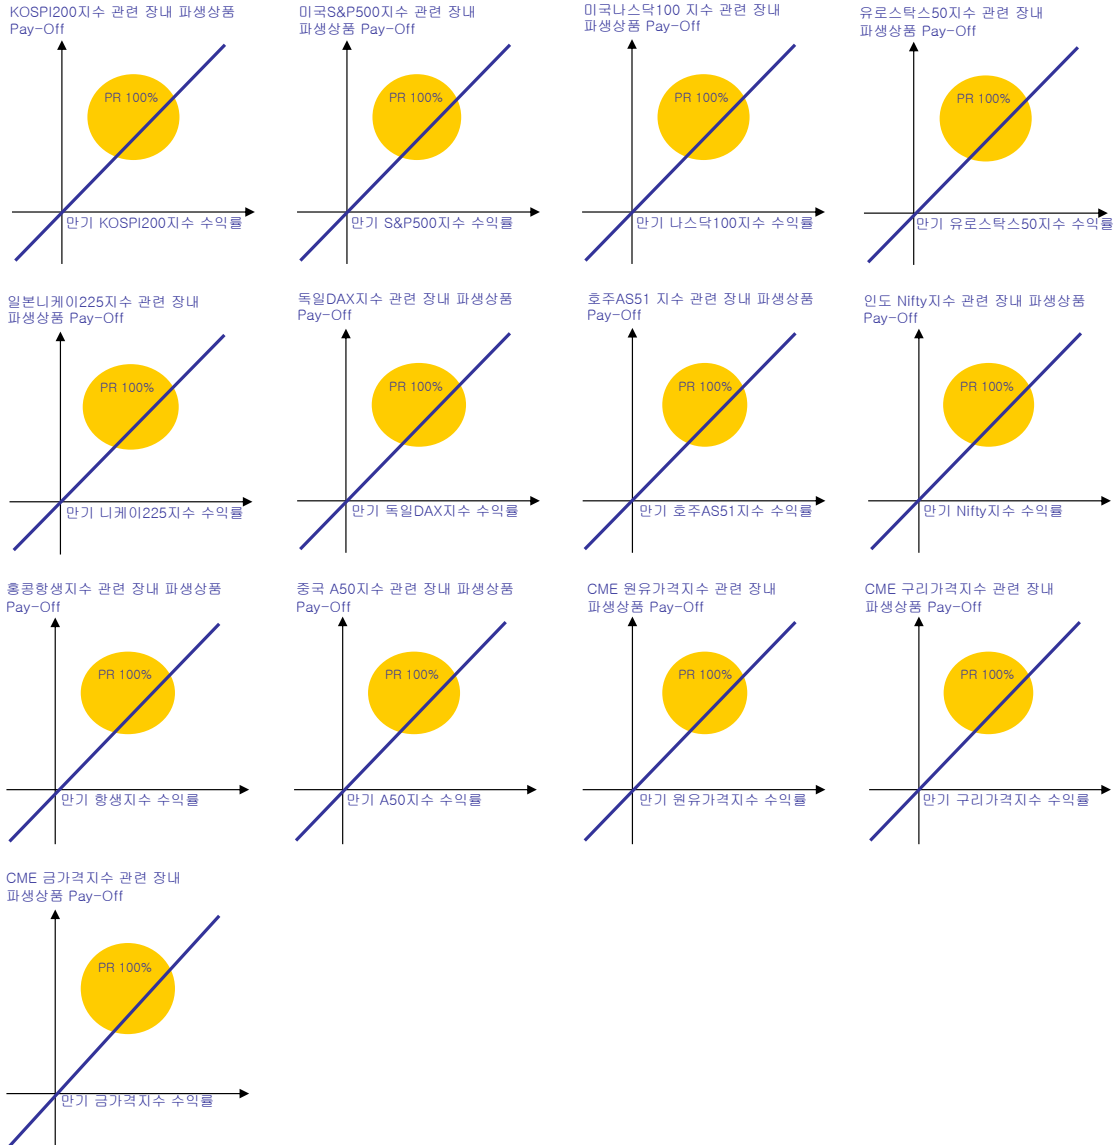 KOSPI200지수 관련 장내 파생상품
Pay-Off
PR 100%
만기 KOSPI200지수 수익률
미국S&P500지수 관련 장내
파생상품 Pay-Off
PR 100%
만기 S&P500지수 수익률
미국나스닥100 지수 관련 장내
파생상품 Pay-Off
PR 100%
만기 나스닥100지수 수익률
유로스탁스50지수 관련 장내
파생상품 Pay-Off
PR 100%
만기 유로스탁스50지수 수익률
일본니케이225지수 관련 장내
파생상품 Pay-Off
PR 100%
만기 니케이225지수 수익률
독일DAX지수 관련 장내 파생상품
Pay-Off
PR 100%
만기 독일DAX지수 수익률
호주AS51 지수 관련 장내 파생상품
Pay-Off
PR 100%
만기 호주AS51지수 수익률
인도 Nifty지수 관련 장내 파생상품
Pay-Off
PR 100%
만기 Nifty지수 수익률
홍콩항생지수 관련 장내 파생상품
Pay-Off
PR 100%
만기 항생지수 수익률
중국 A50지수 관련 장내 파생상품
Pay-Off
PR 100%
만기 A50지수 수익률
CME 원유가격지수 관련 장내
파생상품 Pay-Off
PR 100%
만기 원유가격지수 수익률
CME 구리가격지수 관련 장내
파생상품 Pay-Off
PR 100%
만기 구리가격지수 수익률
CME 금가격지수 관련 장내
파생상품 Pay-Off
PR 100%
만기 금가격지수 수익률